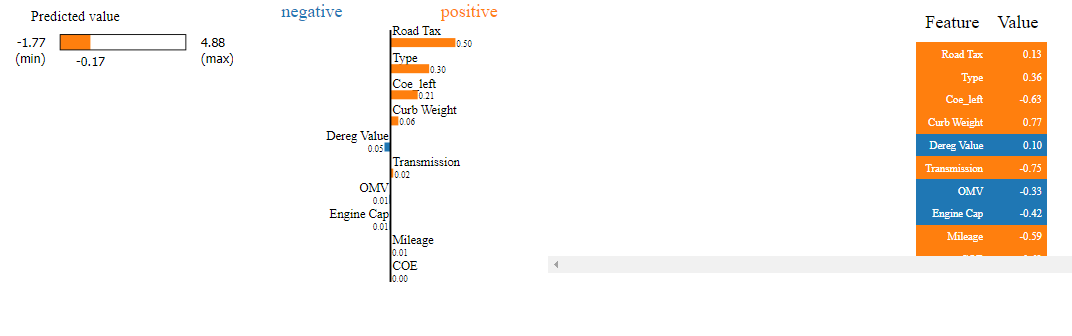 Predicted value
-1.77
(min)
-0.17
4.88
(max)
negative
positive
Road Tax
0.50
Type
0.30
Coe_left
0.21
Curb Weight
0.06
Dereg Value
0.05
Transmission
0.02
OMV
0.01
Engine Cap
0.01
Mileage
0.01
COE
0.00
Feature Value
Road Tax 0.13
Type 0.36
Coe_left -0.63
Curb Weight 0.77
Dereg Value 0.10
Transmission -0.75
OMV -0.33
Engine Cap -0.42
Mileage -0.59